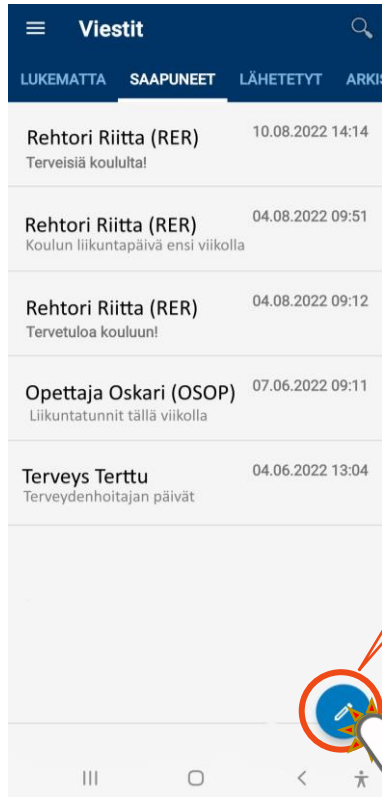 Viestit
LUKEMATTA SAAPUNEET LÄHETETYT ARKIS
Rehtori Riitta (RER) 10.08.2022 14:14
Terveisiä koululta!
Rehtori Riitta (RER) 04.08.2022 09:51
Koulun liikuntapäivä ensi viikolla
Rehtori Riitta (RER) 04.08.2022 09:12
Tervetuloa kouluun!
Opettaja Oskari (OSOP) 07.06.2022 09:11
Liikuntatunnit tällä viikolla
Terveys Terttu 04.06.2022 13:04
Terveydenhoitajan päivät